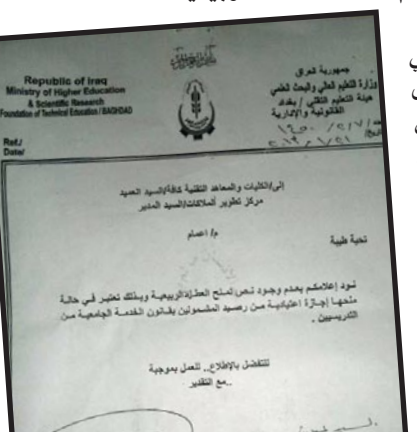 Republic of Iraq
Ministry of Higher Education
& Scientific Research
Foundation of Technical Education / BAGHDAD
Ref./
Date/
جمهورية العراق
وزارة التعليم العالي والبحث العلمي
هيئة التعليم التقني / بغداد
القانونية والإدارية
إلى/الكليات والمعاهد التقنية كافة/السيد العميد
مركز تطوير الملاكات/السيد المدير
م/ اعمام
تحية طيبة
نود إعلامكم بعدم وجود نص لمنح العطلة الربيعية وبذلك تعتبر في حالة
منحها إجازة اعتيادية من رصيد المشمولين بقانون الخدمة الجامعية من
التدريسيين .
للتفضل بالإطلاع.. للعمل بموجبة
..مع التقدير